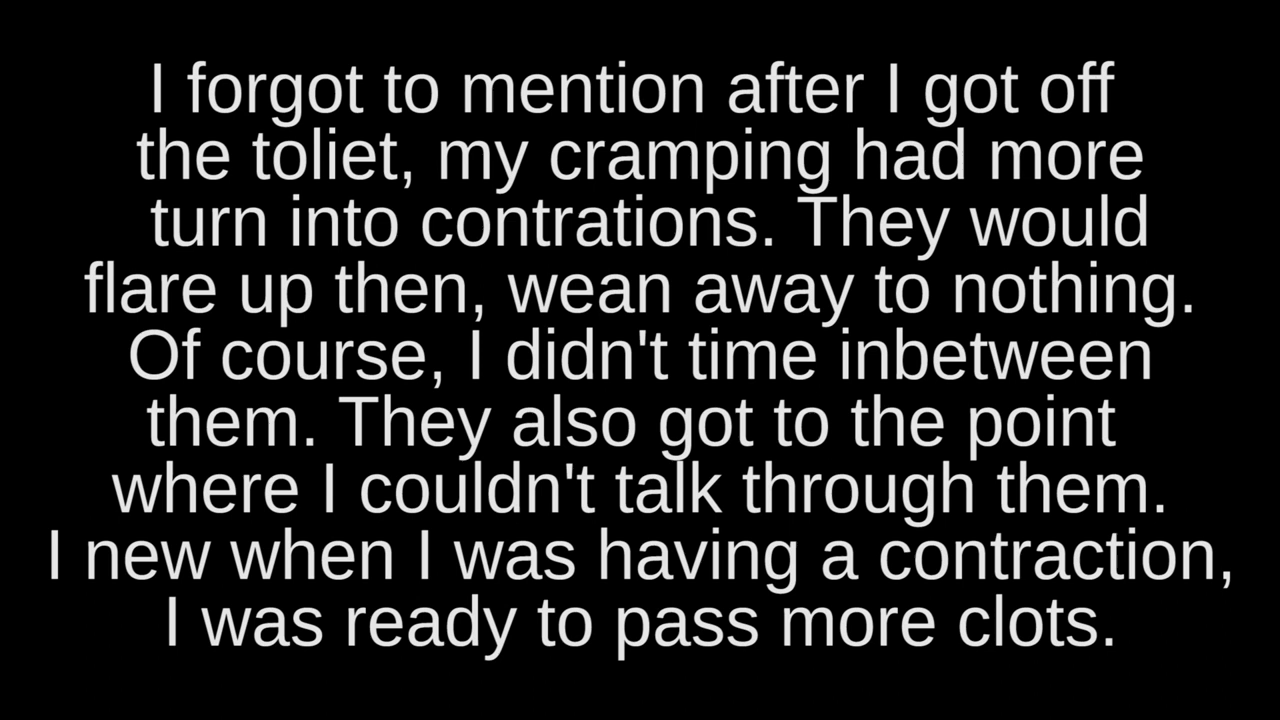 I forgot to mention after I got off
the toliet, my cramping had more
turn into contrations. They would
flare up then, wean away to nothing.
Of course, I didn't time inbetween
them. They also got to the point
where I couldn't talk through them.
I new when I was having a contraction,
I was ready to pass more clots.